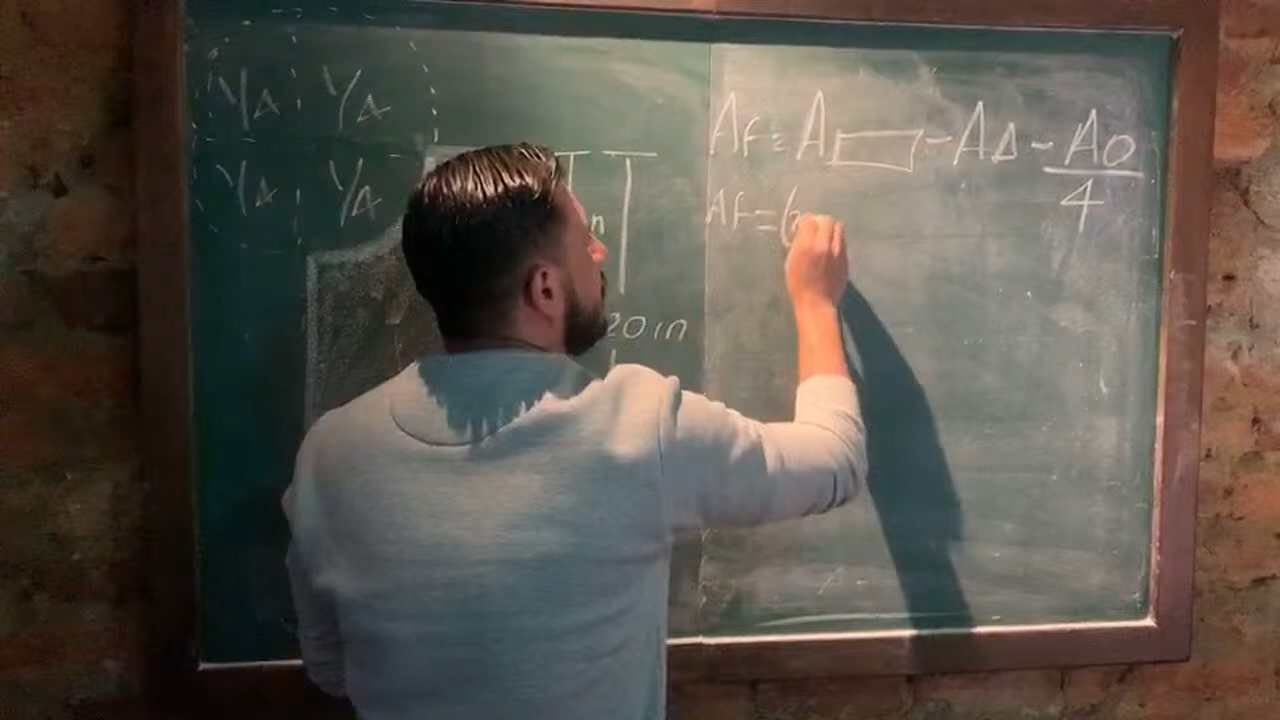 1/4 1/4
1/4 1/4
n
20 in
AF = A▭ - A△ - A○/4
AF = (